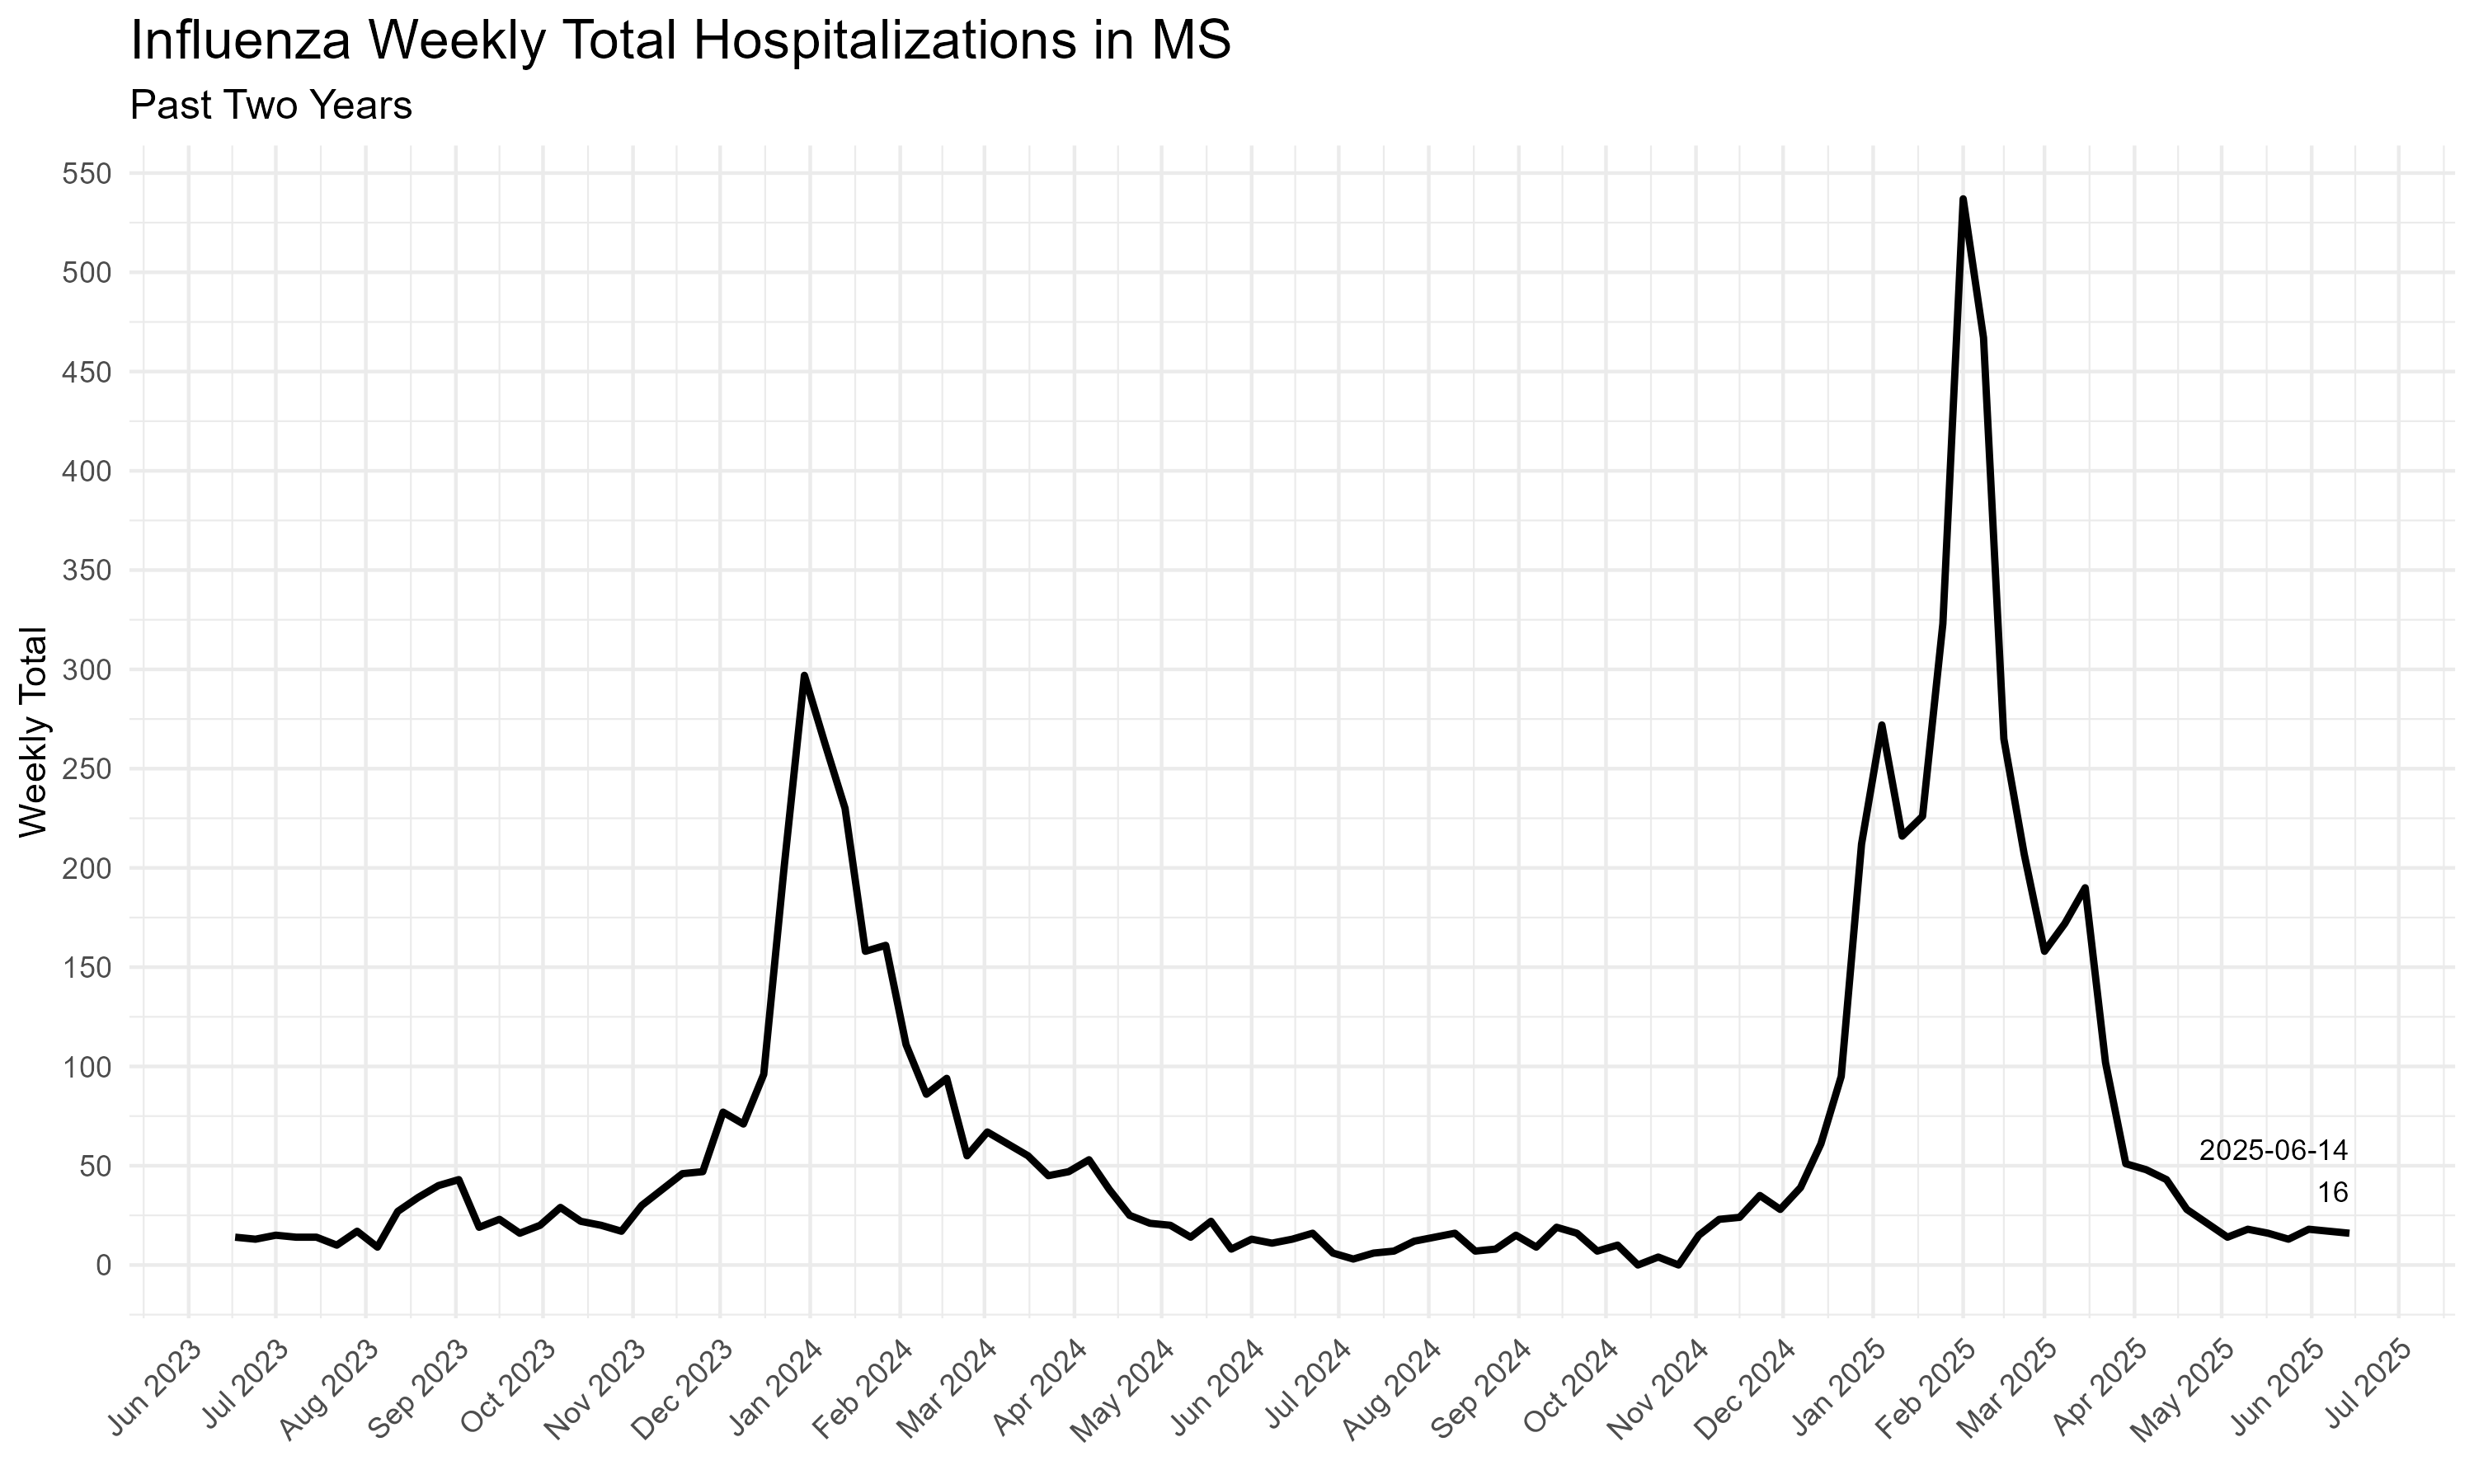 Influenza Weekly Total Hospitalizations in MS
Past Two Years
Weekly Total
550
500
450
400
350
300
250
200
150
100
50
0
2025-06-14
16
Jun 2023
Jul 2023
Aug 2023
Sep 2023
Oct 2023
Nov 2023
Dec 2023
Jan 2024
Feb 2024
Mar 2024
Apr 2024
May 2024
Jun 2024
Jul 2024
Aug 2024
Sep 2024
Oct 2024
Nov 2024
Dec 2024
Jan 2025
Feb 2025
Mar 2025
Apr 2025
May 2025
Jun 2025
Jul 2025